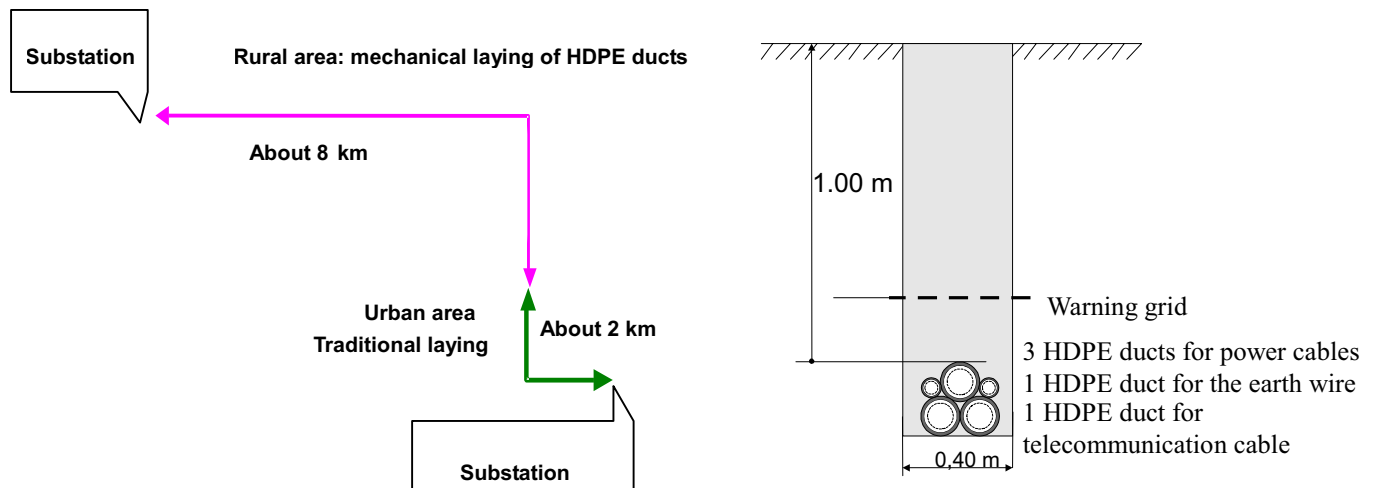 Substation
Rural area: mechanical laying of HDPE ducts
About 8 km
Urban area
Traditional laying
About 2 km
Substation
1.00 m
Warning grid
3 HDPE ducts for power cables
1 HDPE duct for the earth wire
1 HDPE duct for
telecommunication cable
0,40 m